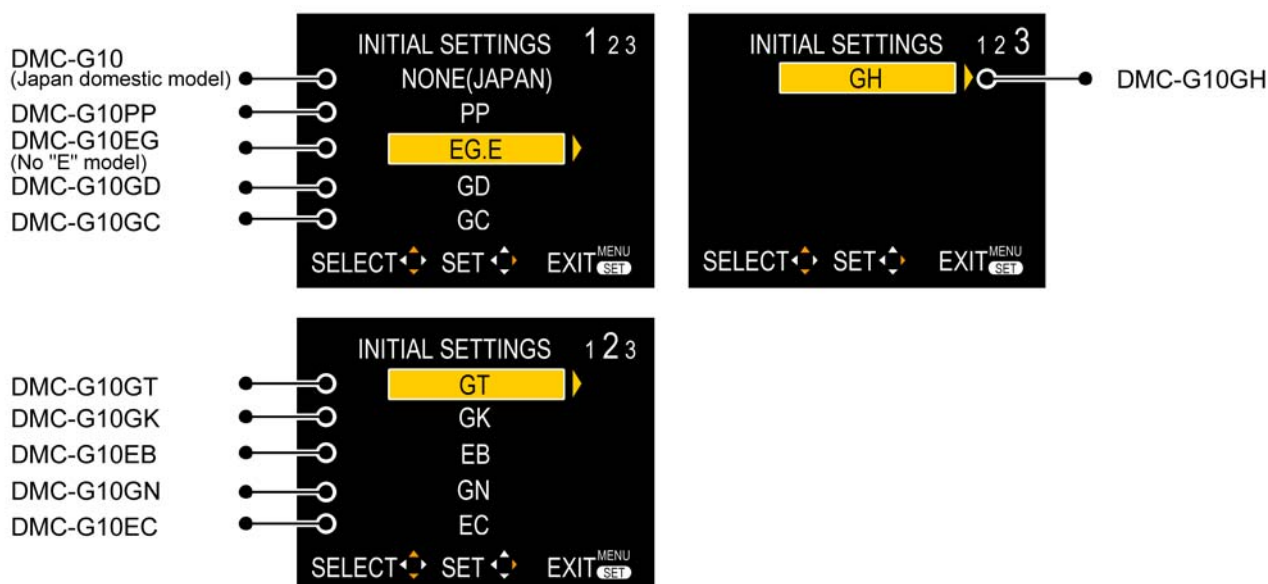 DMC-G10
(Japan domestic model)
DMC-G10PP
DMC-G10EG
(No "E" model)
DMC-G10GD
DMC-G10GC
INITIAL SETTINGS 1 2 3
NONE(JAPAN)
PP
EG.E
GD
GC
SELECT SET EXIT MENU
SET
INITIAL SETTINGS 1 2 3
GH
SELECT SET EXIT MENU
SET
DMC-G10GH
DMC-G10GT
DMC-G10GK
DMC-G10EB
DMC-G10GN
DMC-G10EC
INITIAL SETTINGS 1 2 3
GT
GK
EB
GN
EC
SELECT SET EXIT MENU
SET